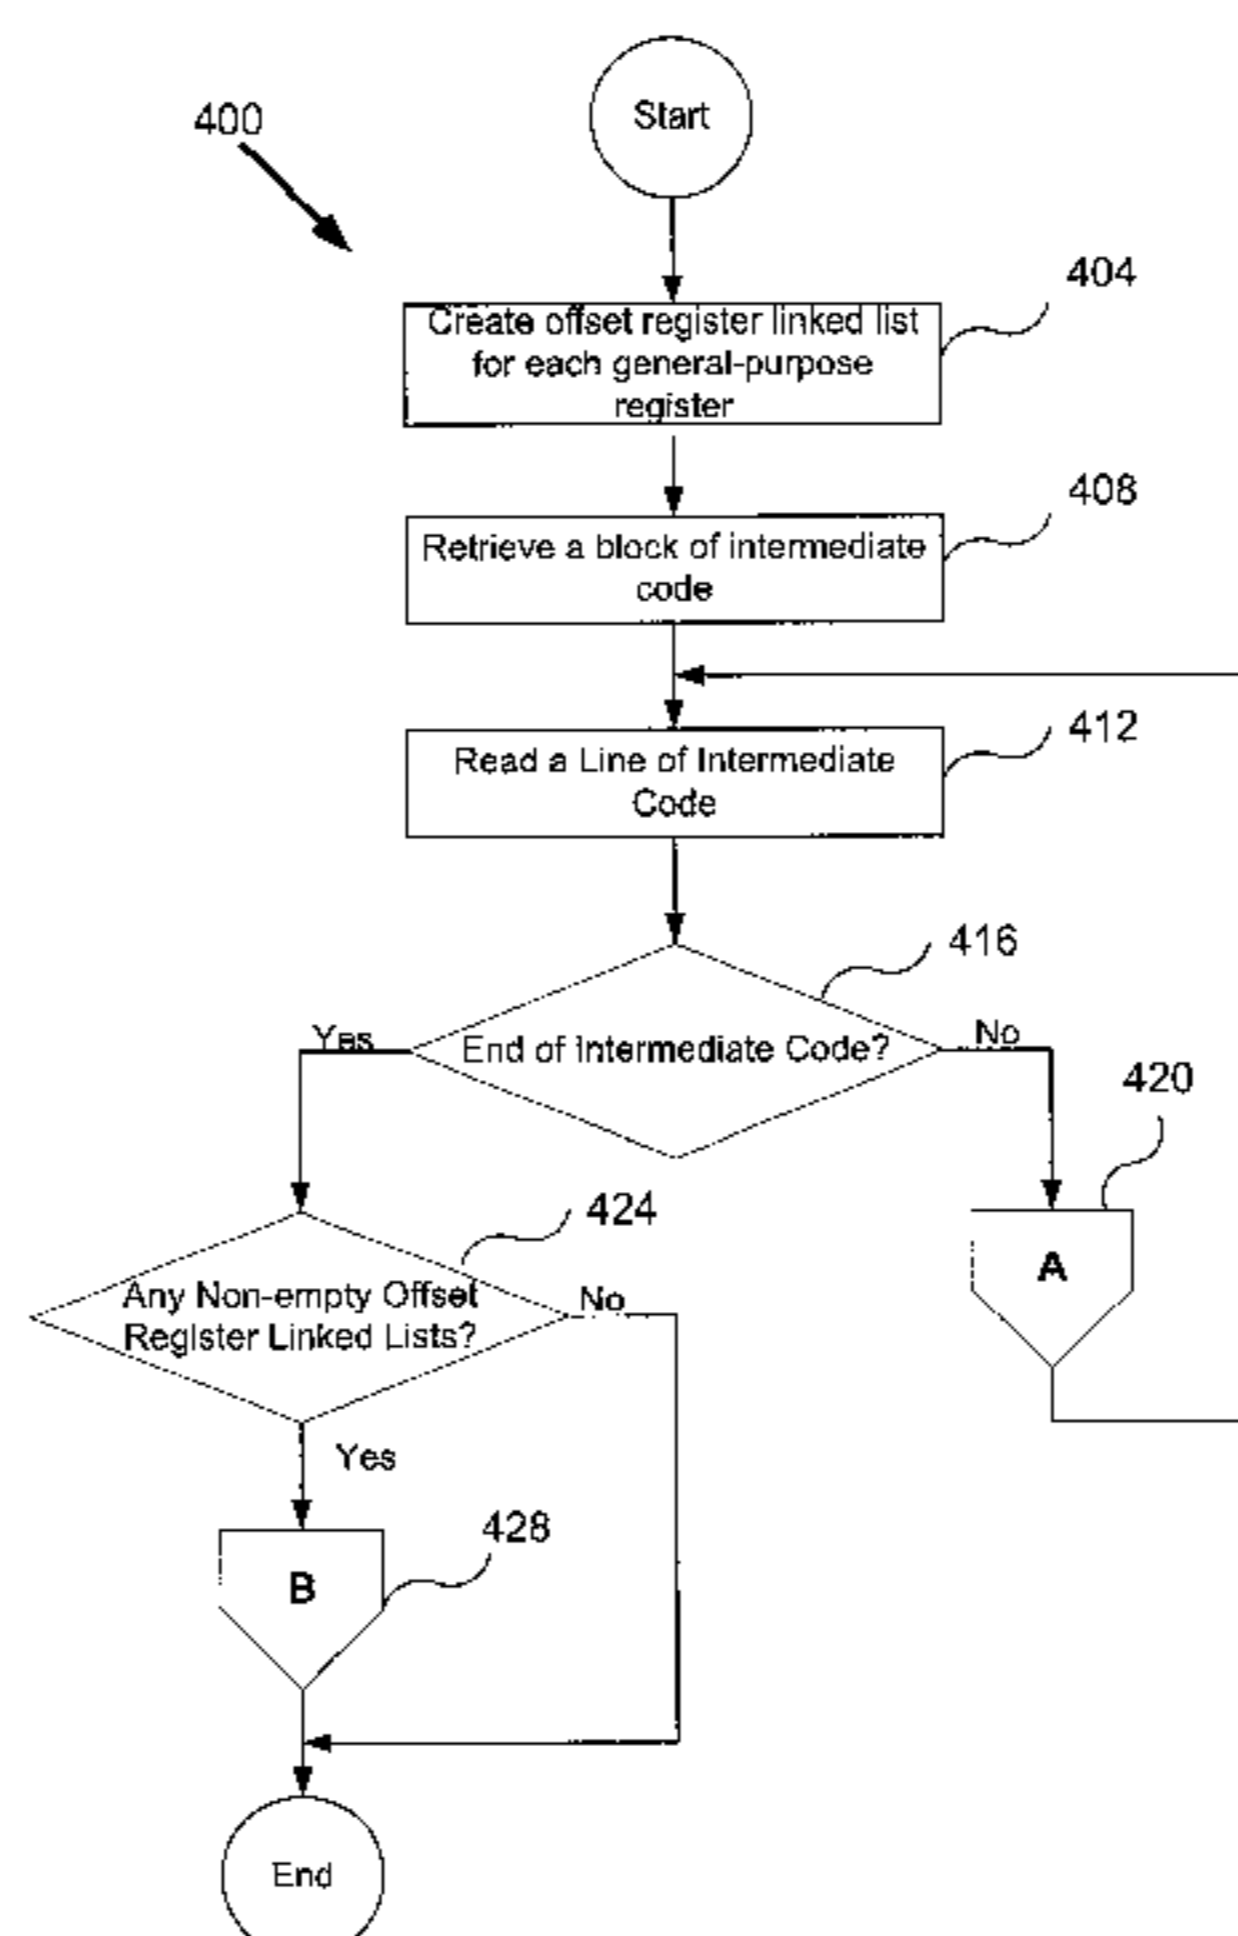 Start
400
404
Create offset register linked list
for each general-purpose
register
408
Retrieve a block of intermediate
code
412
Read a Line of Intermediate
Code
416
Yes
End of Intermediate Code?
No
420
424
A
Any Non-empty Offset
Register Linked Lists?
No
Yes
428
B
End